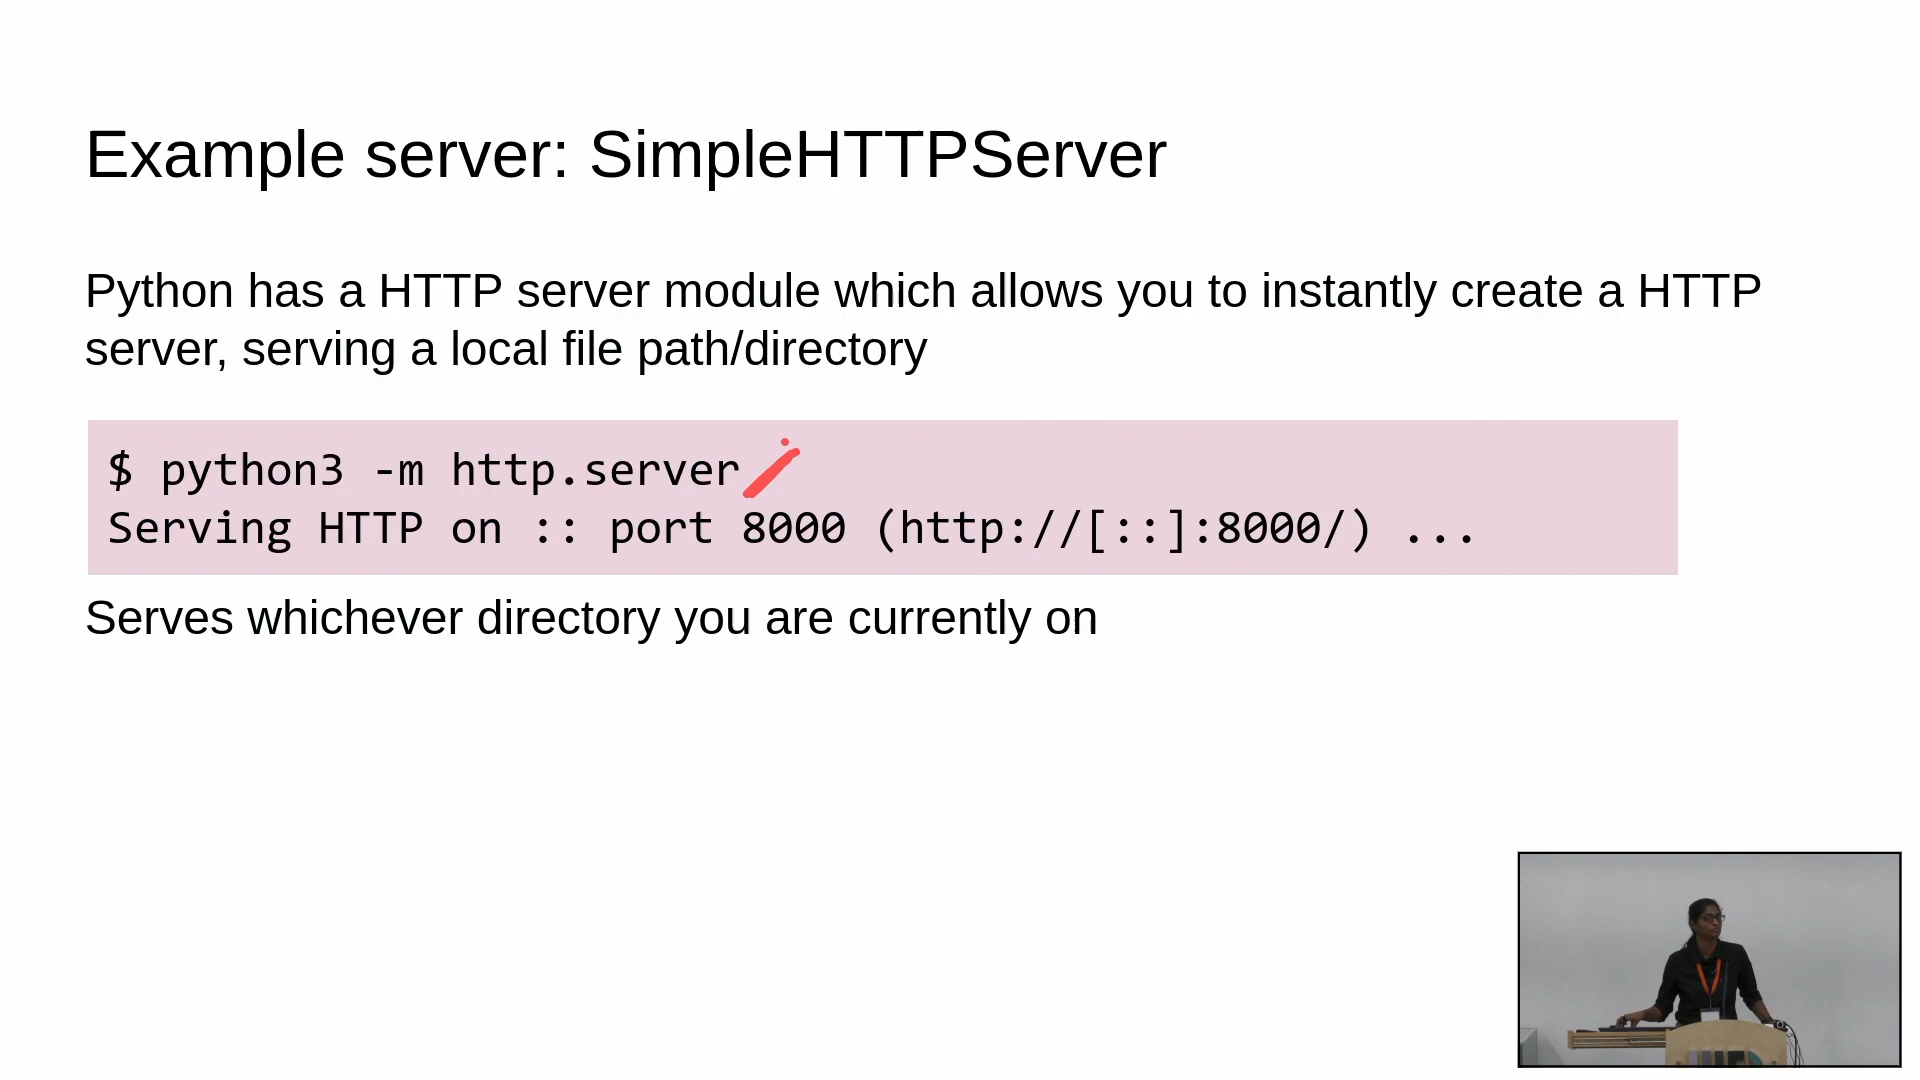 Example server: SimpleHTTPServer
Python has a HTTP server module which allows you to instantly create a HTTP
server, serving a local file path/directory
$ python3 -m http.server
Serving HTTP on :: port 8000 (http://[::]:8000/) ...
Serves whichever directory you are currently on